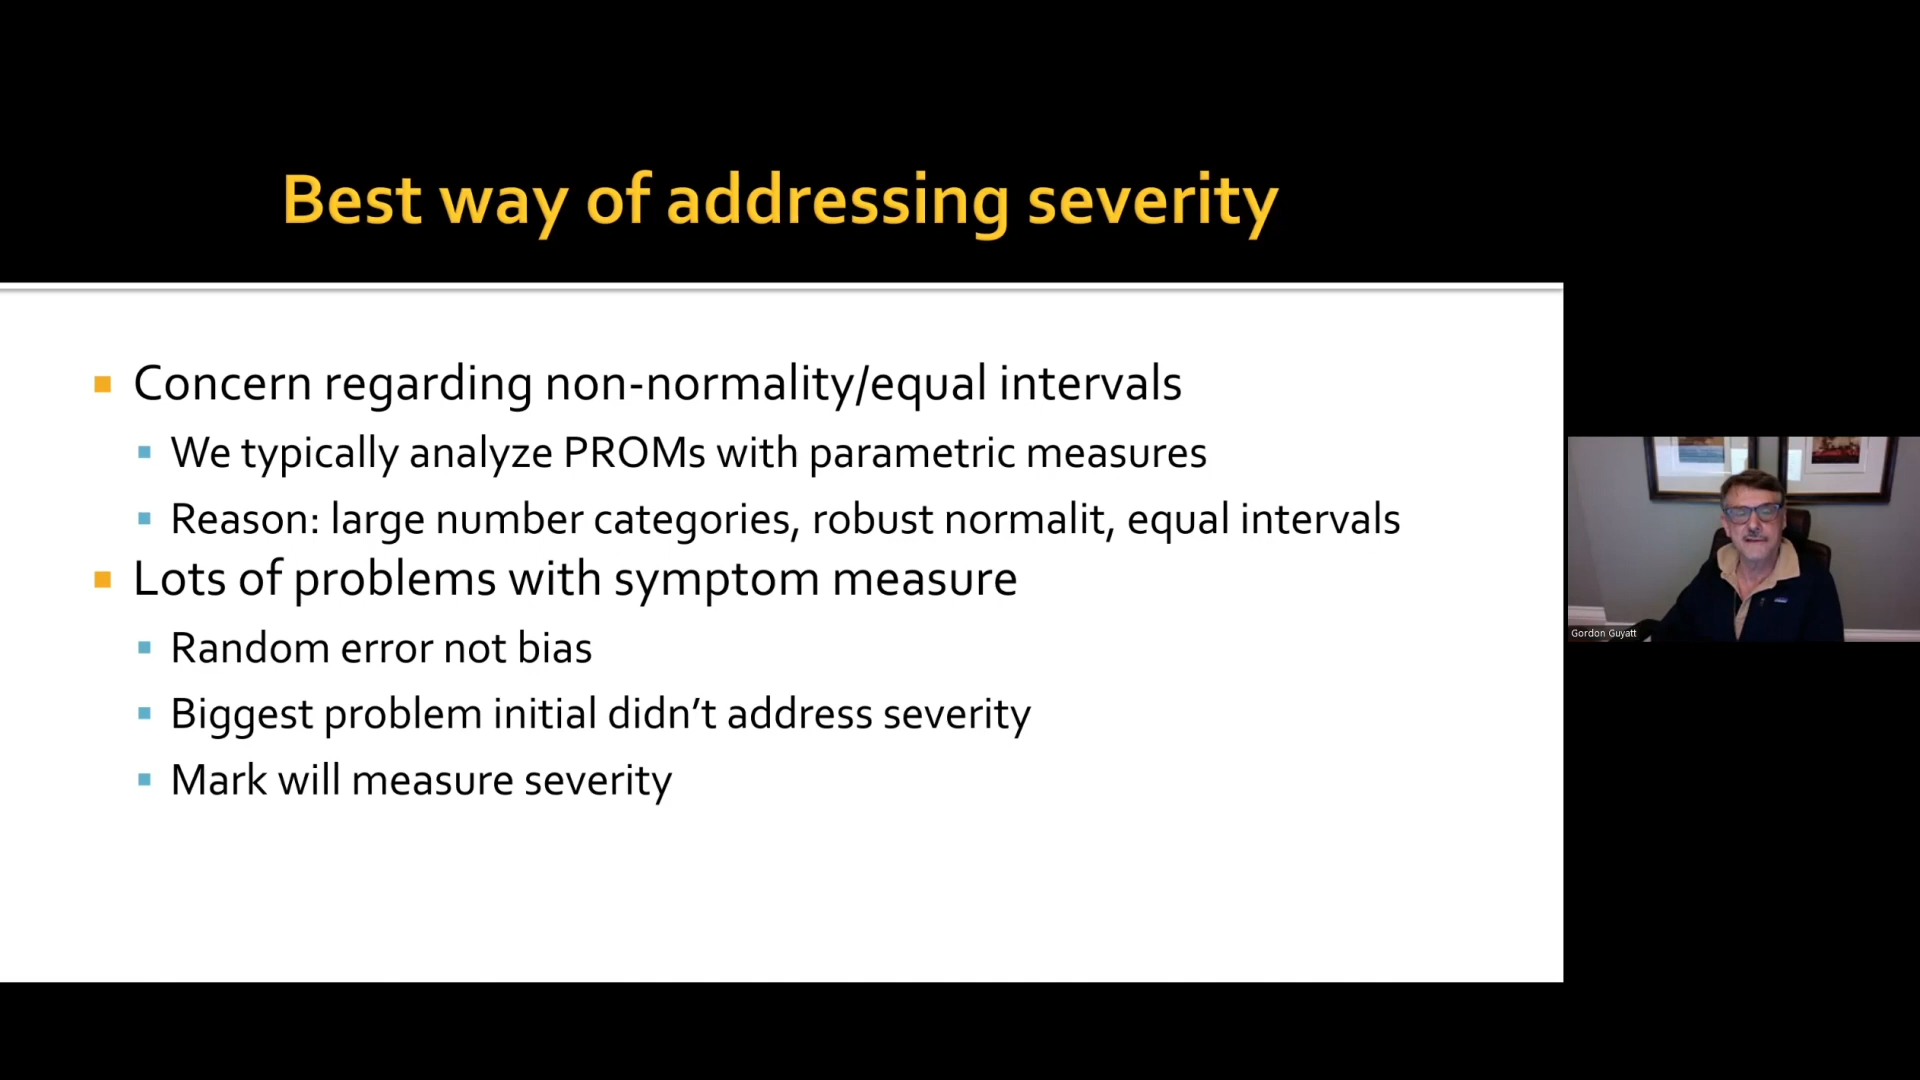 Best way of addressing severity
Concern regarding non-normality/equal intervals
We typically analyze PROMs with parametric measures
Reason: large number categories, robust normalit, equal intervals
Lots of problems with symptom measure
Random error not bias
Biggest problem initial didn’t address severity
Mark will measure severity
Gordon Guyatt